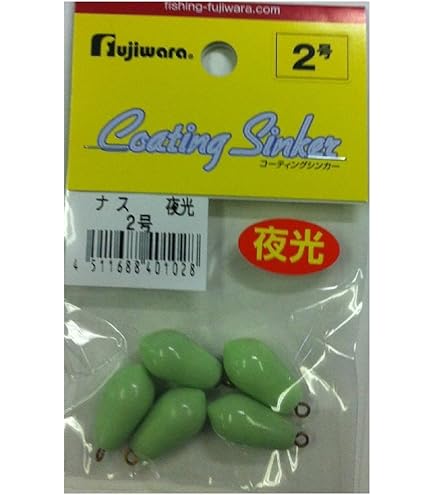 fishing-fujiwara.com
Fujiwara®
2号
Coating Sinker
コーティングシンカー
ナス 夜光
2号
4 511688 401028
夜光